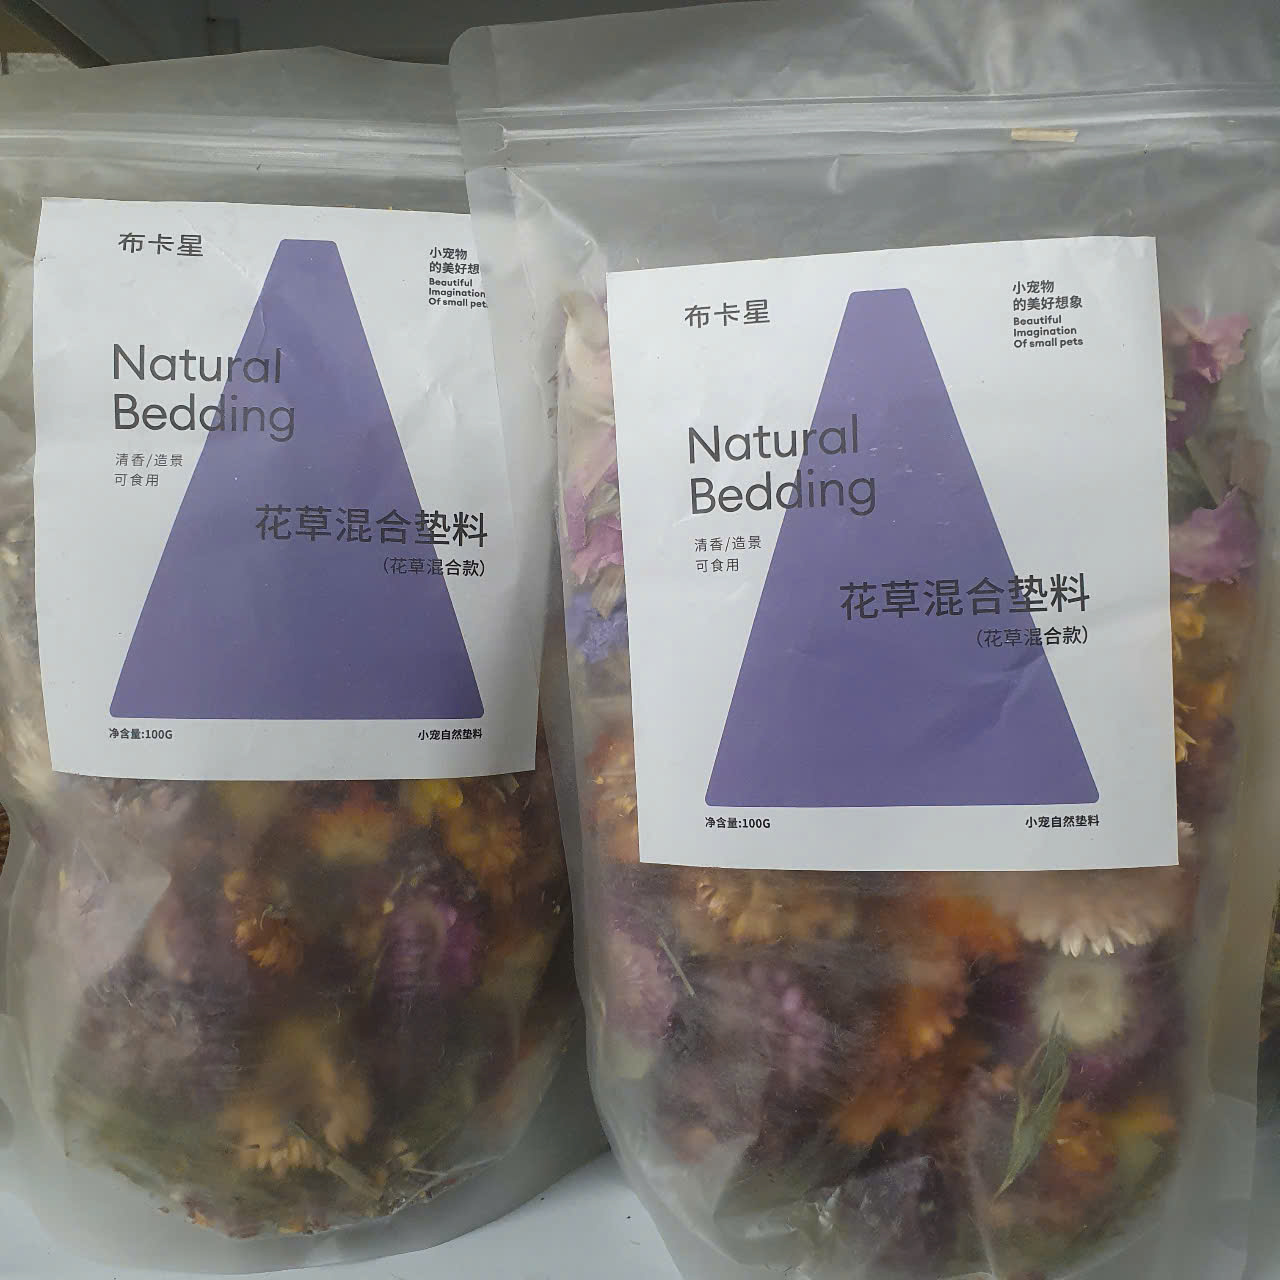 布卡星
小宠物
的美好想
Beautiful
Imagination
Of small pet
Natural
Bedding
清香/造景
可食用
花草混合垫料
(花草混合款)
净含量:100G
小宠自然垫料
布卡星
小宠物
的美好想象
Beautiful
Imagination
Of small pets
Natural
Bedding
清香/造景
可食用
花草混合垫料
(花草混合款)
净含量:100G
小宠自然垫料